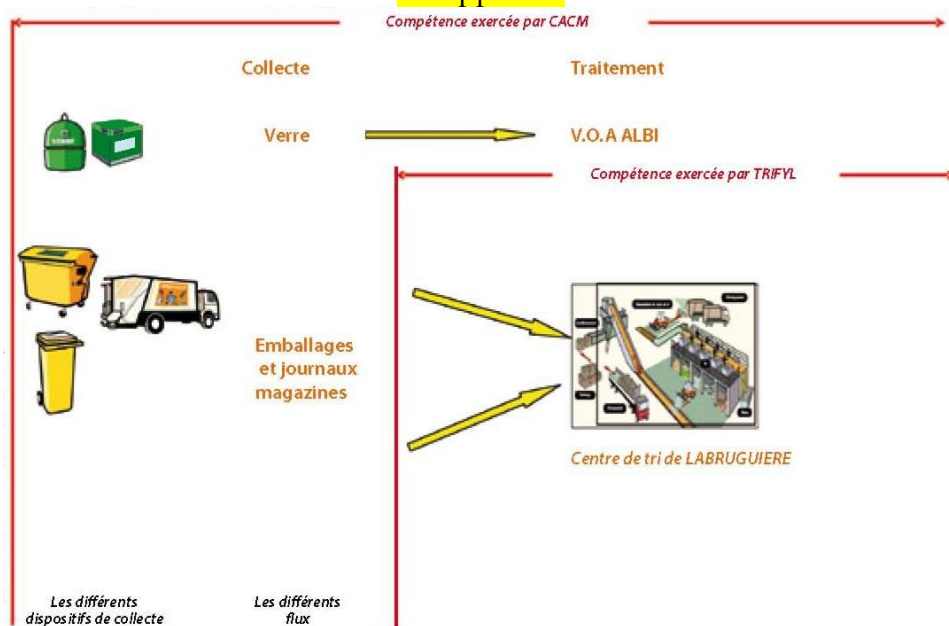 Compétence exercée par CACM
Collecte
Traitement
Verre
V.O.A ALBI
Compétence exercée par TRIFYL
Emballages
et journaux
magazines
Centre de tri de LABRUGUIERE
Les différents
dispositifs de collecte
Les différents
flux